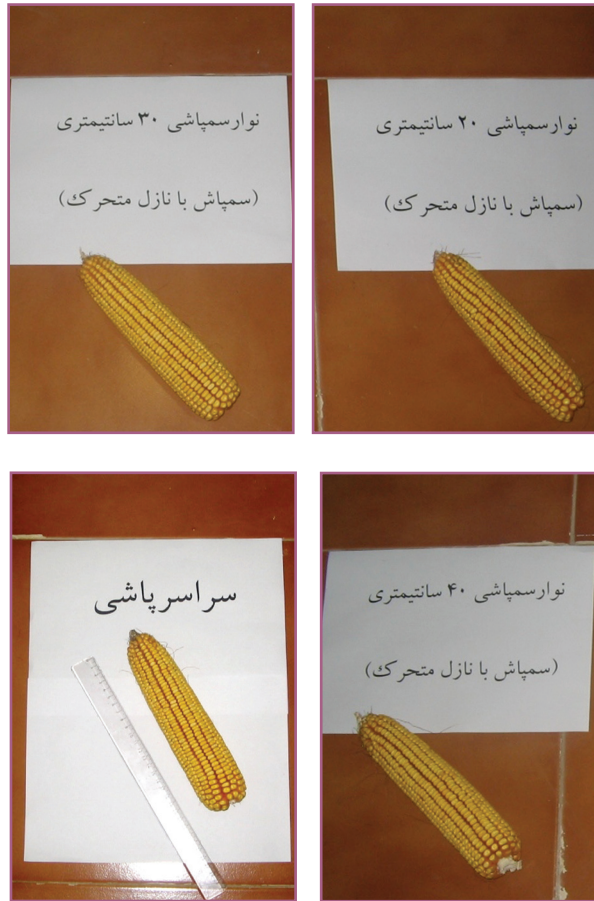 نوارسمپاشی ۲۰ سانتیمتری
(سمپاش با نازل متحرک)
نوارسمپاشی ۳۰ سانتیمتری
(سمپاش با نازل متحرک)
نوارسمپاشی ۴۰ سانتیمتری
(سمپاش با نازل متحرک)
سراسرپاشی